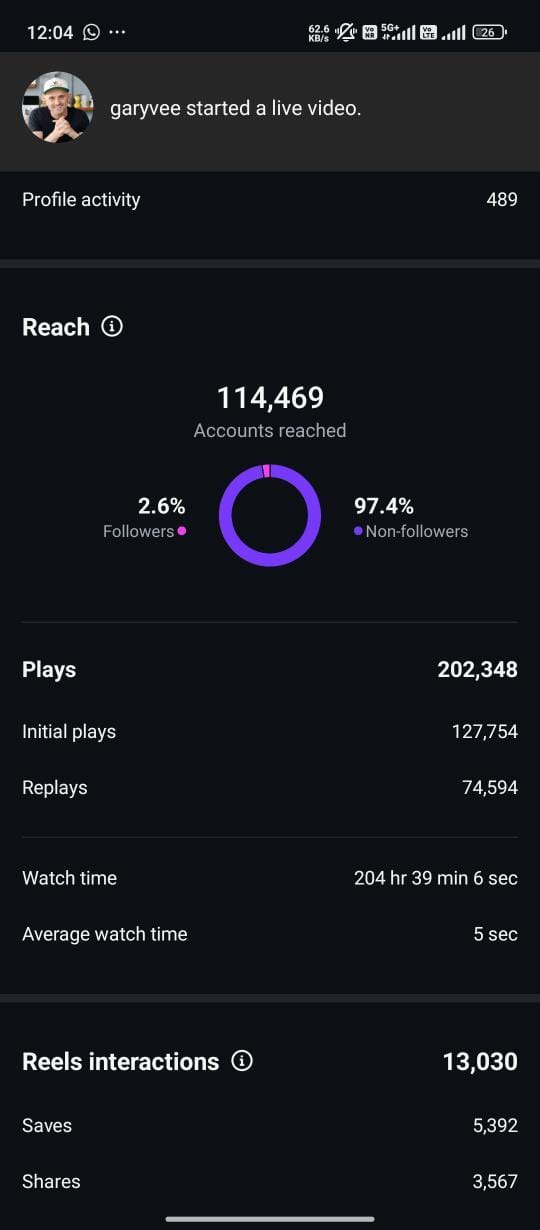 12:04 ... 62.6 KB/s Vo NR 5G+ Vo LTE 26
garyvee started a live video.
Profile activity 489
Reach
114,469
Accounts reached
2.6% 97.4%
Followers Non-followers
Plays 202,348
Initial plays 127,754
Replays 74,594
Watch time 204 hr 39 min 6 sec
Average watch time 5 sec
Reels interactions 13,030
Saves 5,392
Shares 3,567